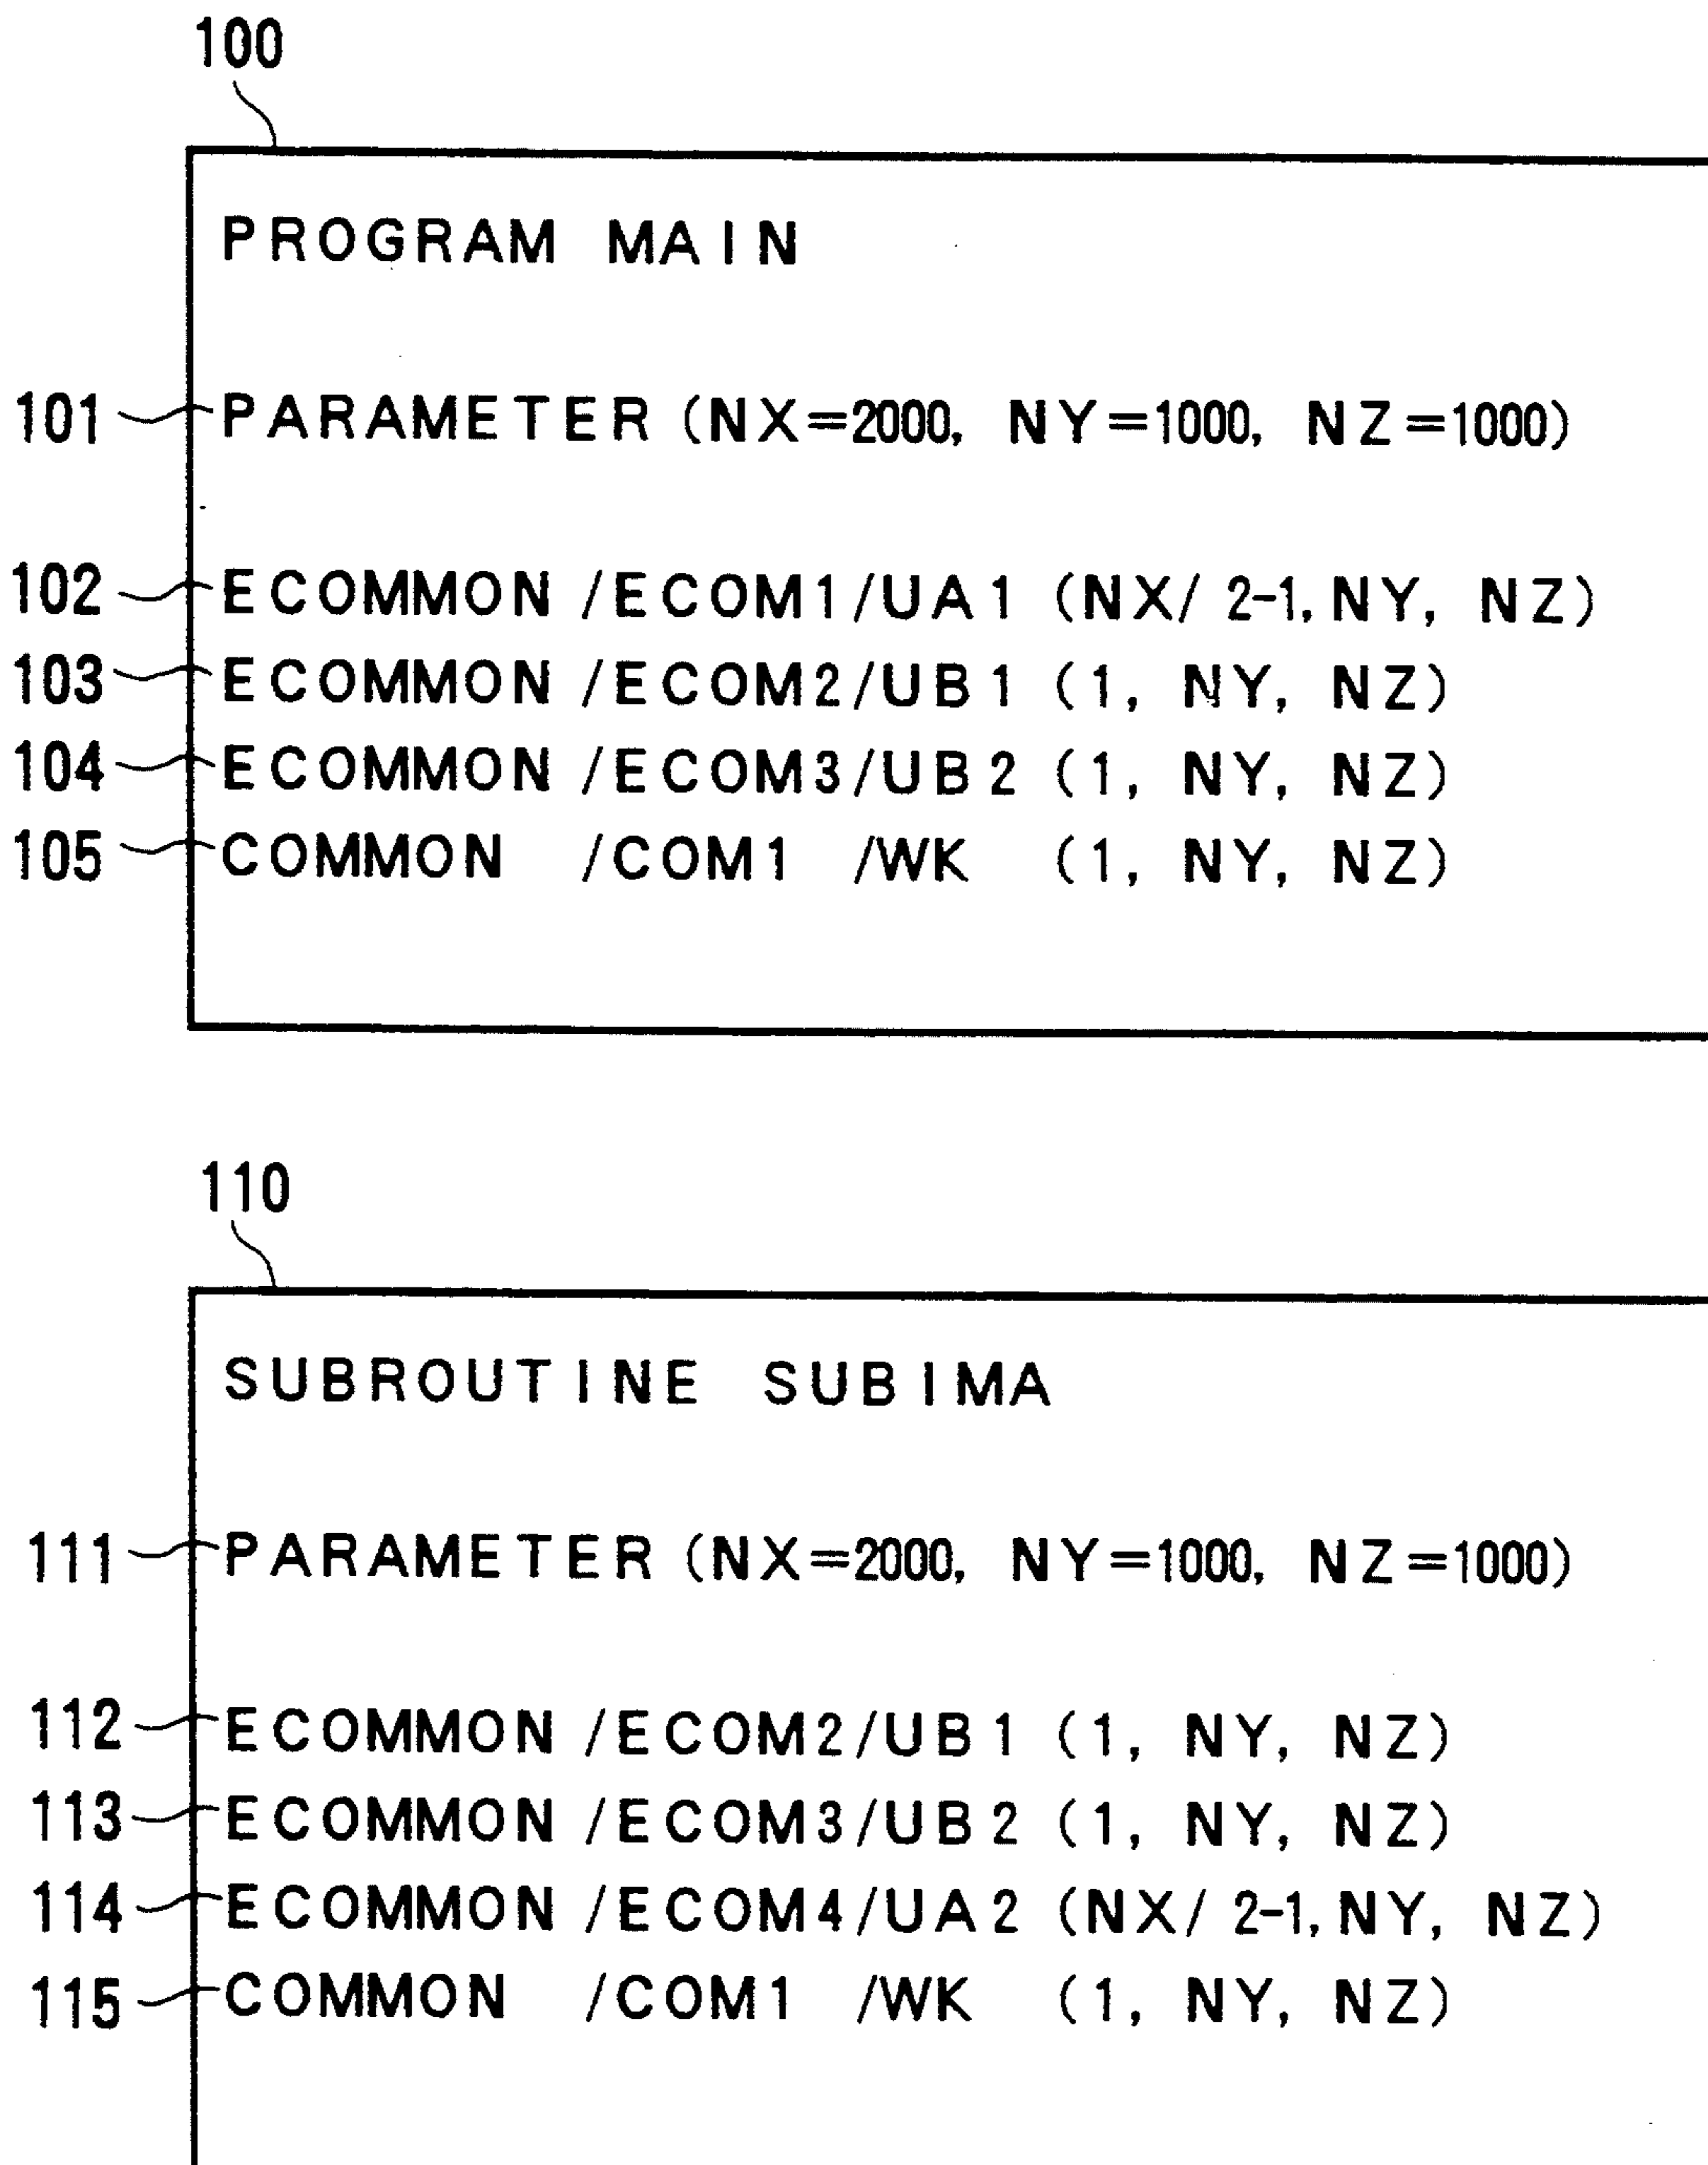 100
PROGRAM MAIN
101 PARAMETER (NX=2000, NY=1000, NZ=1000)
102 ECOMMON /ECOM1/UA1 (NX/2-1, NY, NZ)
103 ECOMMON /ECOM2/UB1 (1, NY, NZ)
104 ECOMMON /ECOM3/UB2 (1, NY, NZ)
105 COMMON /COM1 /WK (1, NY, NZ)
110
SUBROUTINE SUBIMA
111 PARAMETER (NX=2000, NY=1000, NZ=1000)
112 ECOMMON /ECOM2/UB1 (1, NY, NZ)
113 ECOMMON /ECOM3/UB2 (1, NY, NZ)
114 ECOMMON /ECOM4/UA2 (NX/2-1, NY, NZ)
115 COMMON /COM1 /WK (1, NY, NZ)